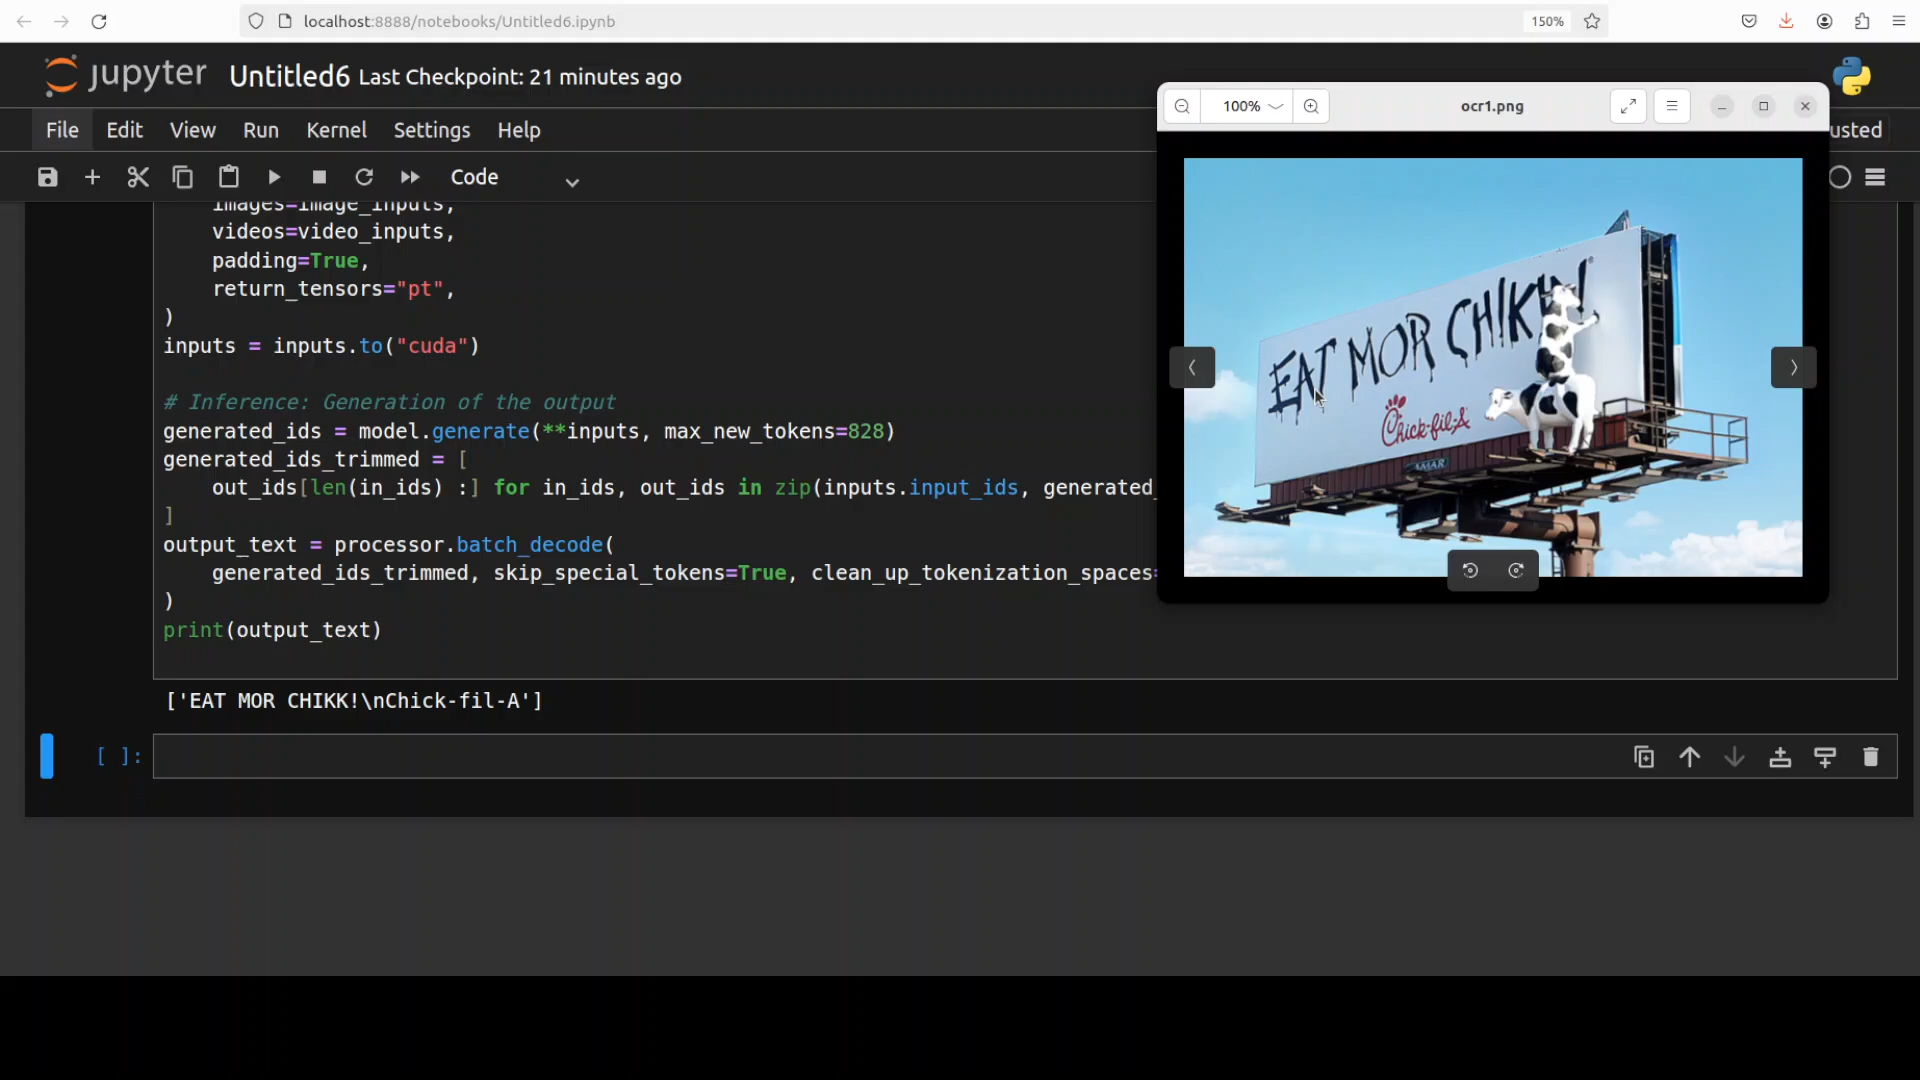 localhost:8888/notebooks/Untitled6.ipynb
150%
jupyter Untitled6 Last Checkpoint: 21 minutes ago
File Edit View Run Kernel Settings Help
usted
Code
100%
ocr1.png
images=image_inputs,
videos=video_inputs,
padding=True,
return_tensors="pt",
)
inputs = inputs.to("cuda")
# Inference: Generation of the output
generated_ids = model.generate(**inputs, max_new_tokens=828)
generated_ids_trimmed = [
out_ids[len(in_ids) :] for in_ids, out_ids in zip(inputs.input_ids, generated_
]
output_text = processor.batch_decode(
generated_ids_trimmed, skip_special_tokens=True, clean_up_tokenization_spaces=
)
print(output_text)
['EAT MOR CHIKK!\nChick-fil-A']
[ ]:
EAT MOR CHIKIN®
Chick-fil-A
LAMAR